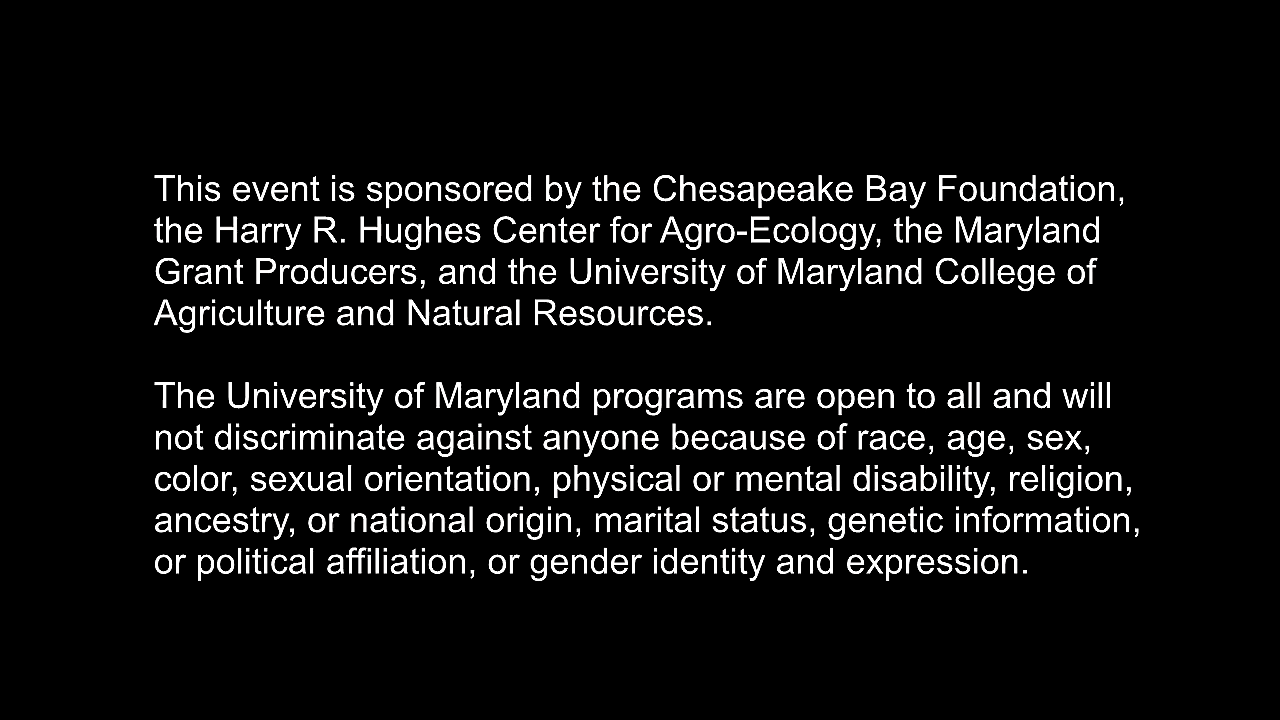 This event is sponsored by the Chesapeake Bay Foundation,
the Harry R. Hughes Center for Agro-Ecology, the Maryland
Grant Producers, and the University of Maryland College of
Agriculture and Natural Resources.
The University of Maryland programs are open to all and will
not discriminate against anyone because of race, age, sex,
color, sexual orientation, physical or mental disability, religion,
ancestry, or national origin, marital status, genetic information,
or political affiliation, or gender identity and expression.